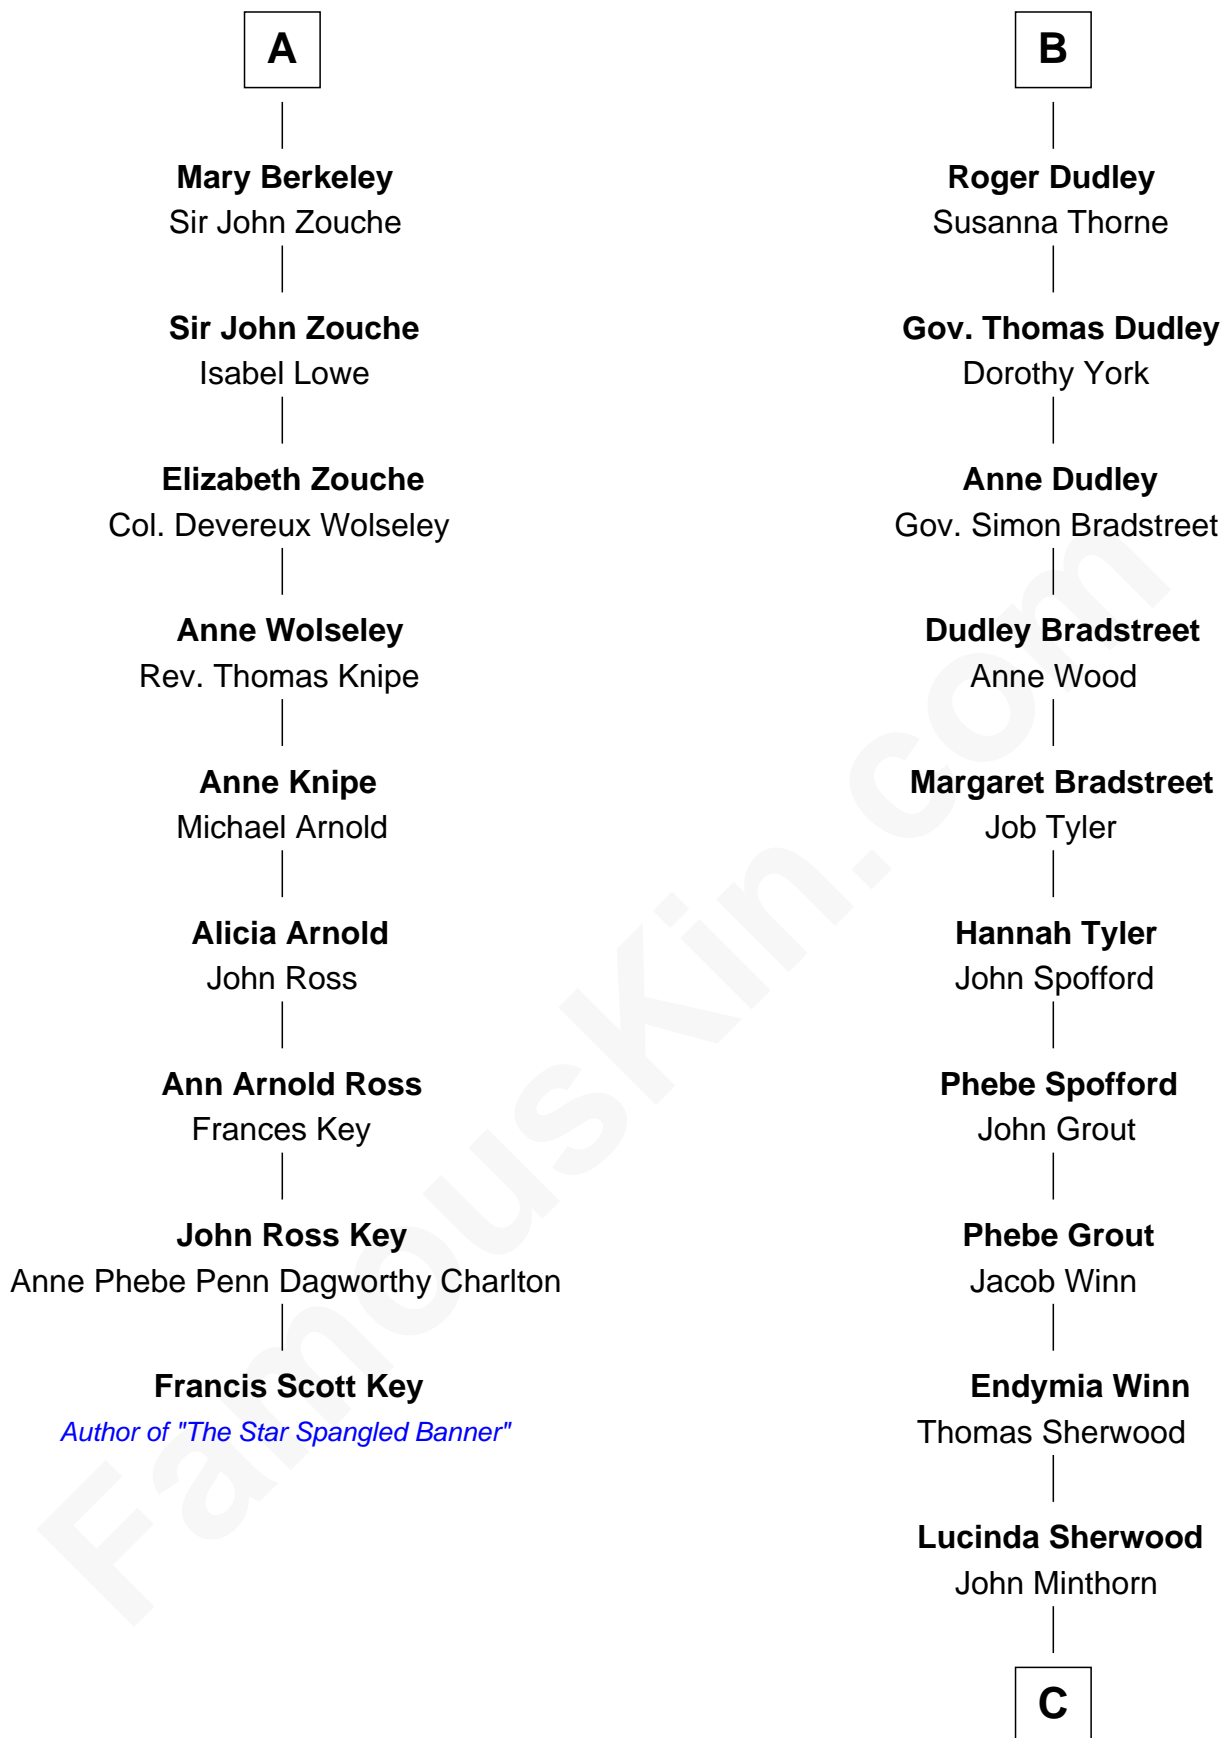 A
Mary Berkeley
Sir John Zouche
Sir John Zouche
Isabel Lowe
Elizabeth Zouche
Col. Devereux Wolseley
Anne Wolseley
Rev. Thomas Knipe
Anne Knipe
Michael Arnold
Alicia Arnold
John Ross
Ann Arnold Ross
Frances Key
John Ross Key
Anne Phebe Penn Dagworthy Charlton
Francis Scott Key
Author of "The Star Spangled Banner"
B
Roger Dudley
Susanna Thorne
Gov. Thomas Dudley
Dorothy York
Anne Dudley
Gov. Simon Bradstreet
Dudley Bradstreet
Anne Wood
Margaret Bradstreet
Job Tyler
Hannah Tyler
John Spofford
Phebe Spofford
John Grout
Phebe Grout
Jacob Winn
Endymia Winn
Thomas Sherwood
Lucinda Sherwood
John Minthorn
C
FamousKin.com